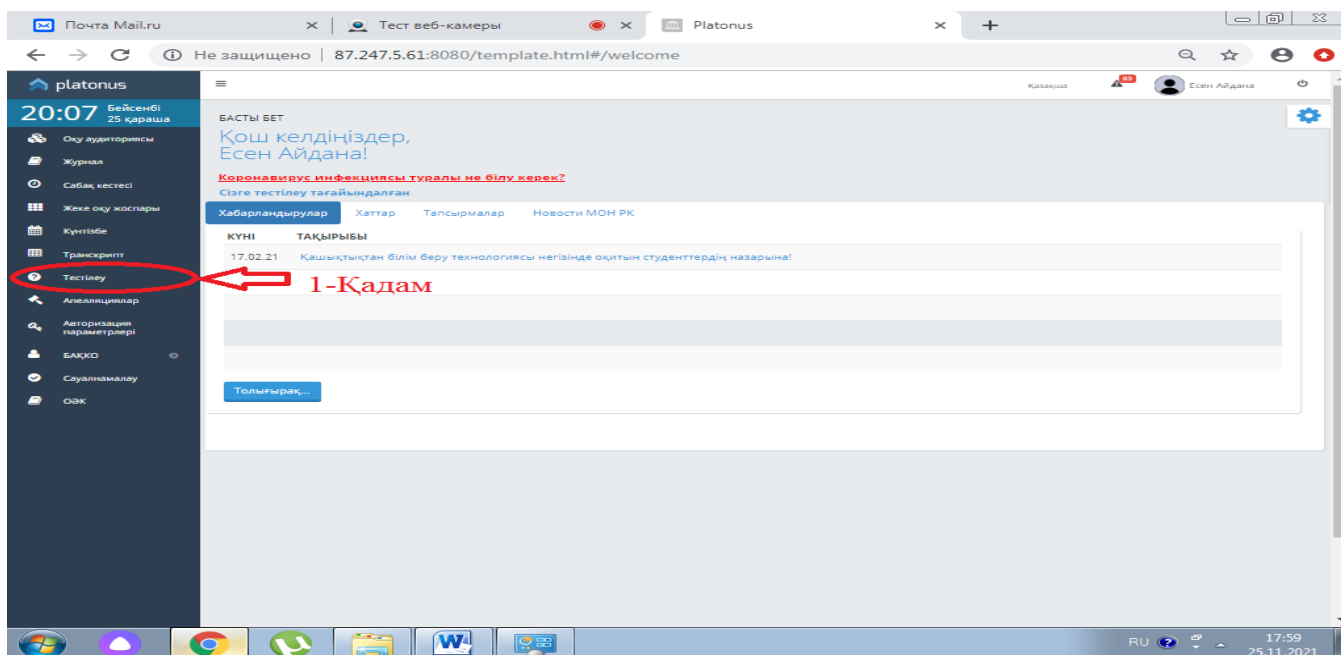 Почта Mail.ru
Тест веб-камеры
Platonus
Не защищено | 87.247.5.61:8080/template.html#/welcome
platonus
Қазақша
83
Есен Айдана
20:07 Бейсенбі
25 қараша
Оқу аудиториясы
Журнал
Сабақ кестесі
Жеке оқу жоспары
Күнтізбе
Транскрипт
Тестілеу
Апелляциялар
Авторизация
параметрлері
БАҚКО
Сауалнамалау
ОӘК
БАСТЫ БЕТ
Қош келдіңіздер,
Есен Айдана!
Коронавирус инфекциясы туралы не білу керек?
Сізге тестілеу тағайындалған
Хабарландырулар Хаттар Тапсырмалар Новости МОН РК
КҮНІ ТАҚЫРЫБЫ
17.02.21 Қашықтықтан білім беру технологиясы негізінде оқитын студенттердің назарына!
1-Қадам
Толығырақ...
RU
17:59
25.11.2021